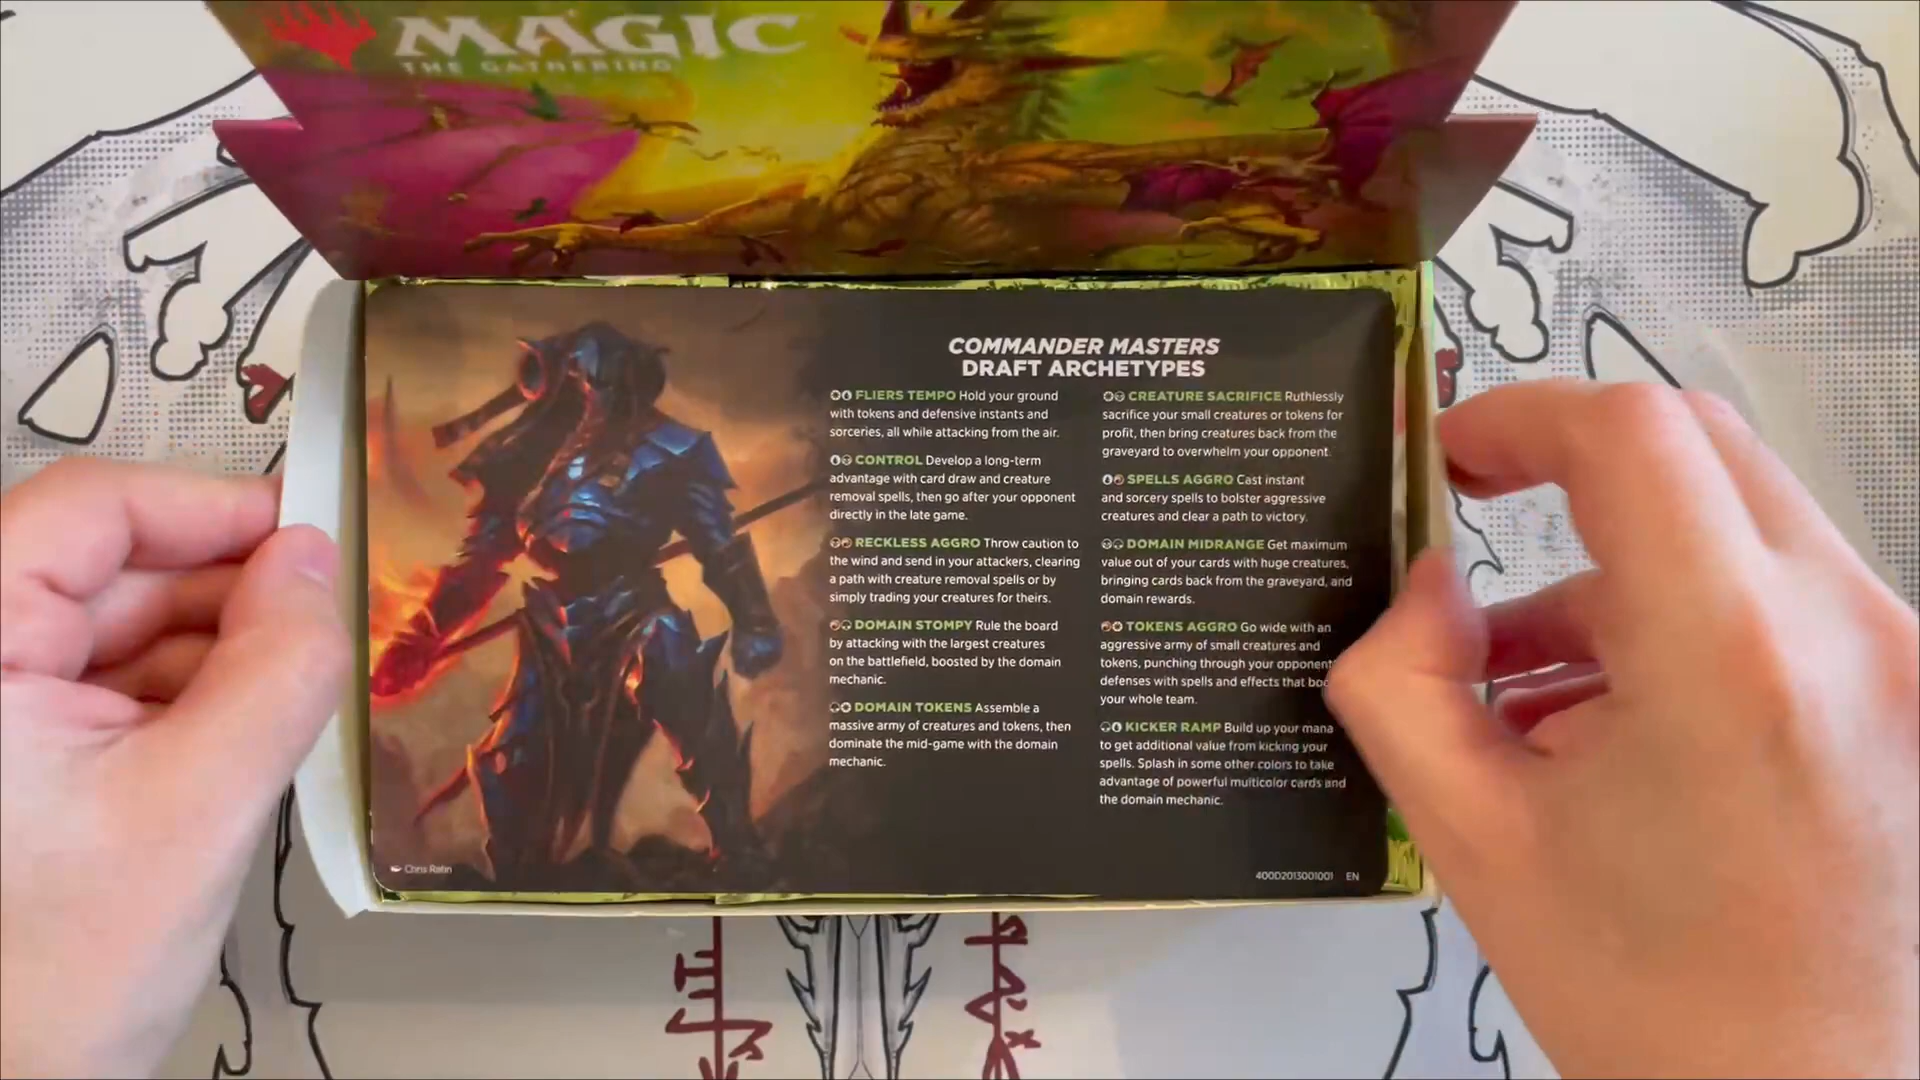 MAGIC
THE GATHERING
COMMANDER MASTERS
DRAFT ARCHETYPES
FLIERS TEMPO Hold your ground
with tokens and defensive instants and
sorceries, all while attacking from the air.
CONTROL Develop a long-term
advantage with card draw and creature
removal spells, then go after your opponent
directly in the late game.
RECKLESS AGGRO Throw caution to
the wind and send in your attackers, clearing
a path with creature removal spells or by
simply trading your creatures for theirs.
DOMAIN STOMPY Rule the board
by attacking with the largest creatures
on the battlefield, boosted by the domain
mechanic.
DOMAIN TOKENS Assemble a
massive army of creatures and tokens, then
dominate the mid-game with the domain
mechanic.
CREATURE SACRIFICE Ruthlessly
sacrifice your small creatures or tokens for
profit, then bring creatures back from the
graveyard to overwhelm your opponent.
SPELLS AGGRO Cast instant
and sorcery spells to bolster aggressive
creatures and clear a path to victory.
DOMAIN MIDRANGE Get maximum
value out of your cards with huge creatures,
bringing cards back from the graveyard, and
domain rewards.
TOKENS AGGRO Go wide with an
aggressive army of small creatures and
tokens, punching through your opponent
defenses with spells and effects that
your whole team.
KICKER RAMP Build up your mana
to get additional value from kicking your
spells. Splash in some other colors to take
advantage of powerful multicolor cards and
the domain mechanic.
Chris Rahn
400D2013001001 EN